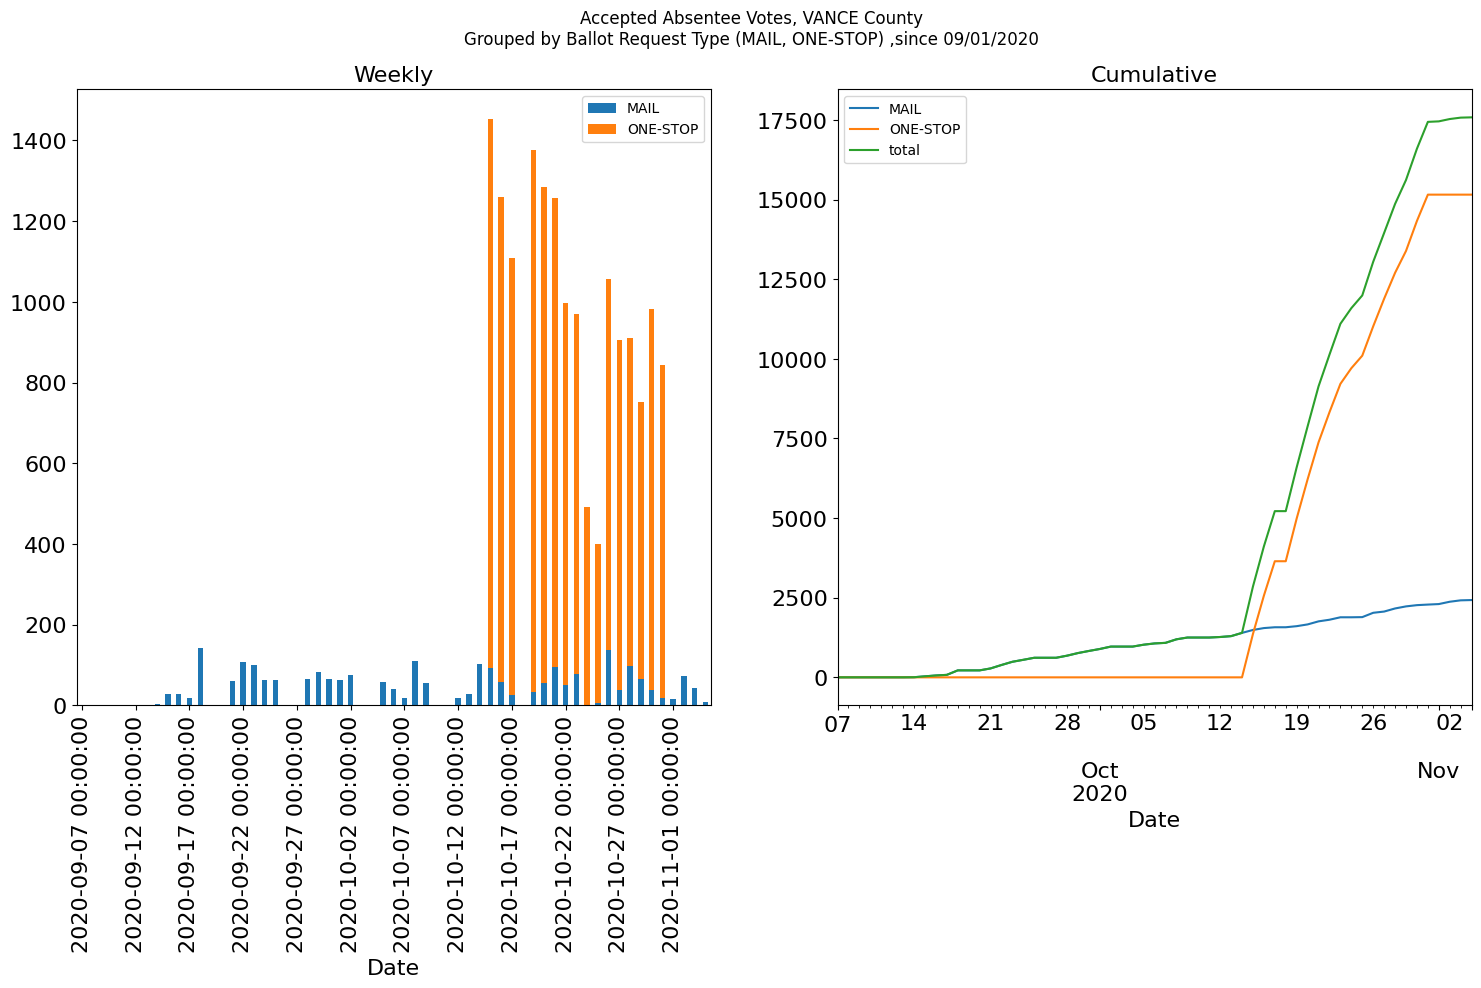 Accepted Absentee Votes, VANCE County
Grouped by Ballot Request Type (MAIL, ONE-STOP) ,since 09/01/2020
Weekly
MAIL
ONE-STOP
1400
1200
1000
800
600
400
200
0
2020-09-07 00:00:00
2020-09-12 00:00:00
2020-09-17 00:00:00
2020-09-22 00:00:00
2020-09-27 00:00:00
2020-10-02 00:00:00
2020-10-07 00:00:00
2020-10-12 00:00:00
2020-10-17 00:00:00
2020-10-22 00:00:00
2020-10-27 00:00:00
2020-11-01 00:00:00
Date
Cumulative
MAIL
ONE-STOP
total
17500
15000
12500
10000
7500
5000
2500
0
07 14 21 28 05 12 19 26 02
Oct Nov
2020
Date